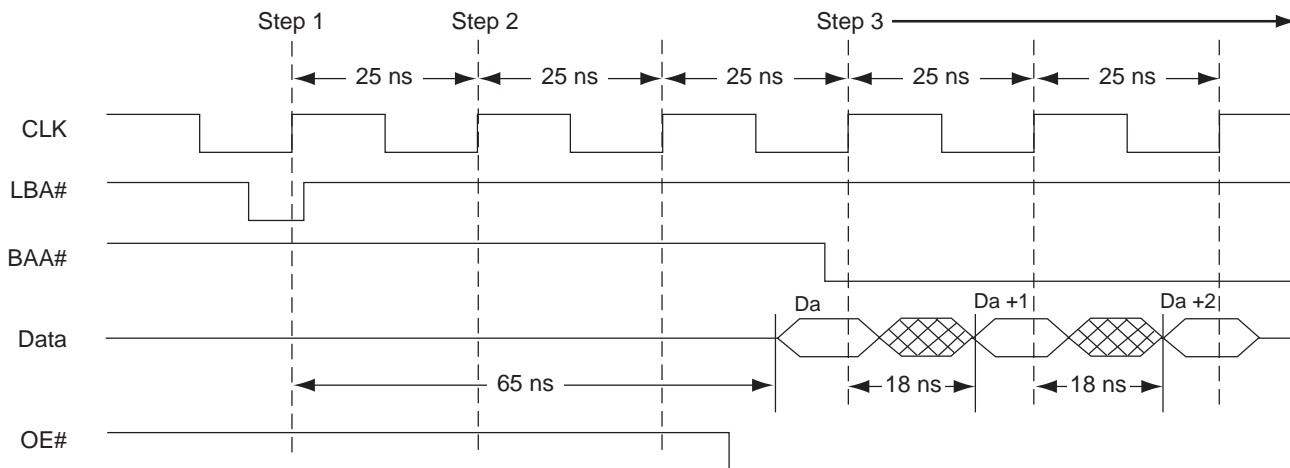 Step 1 Step 2 Step 3
25 ns 25 ns 25 ns 25 ns 25 ns
CLK
LBA#
BAA#
Da Da +1 Da +2
Data
65 ns 18 ns 18 ns
OE#